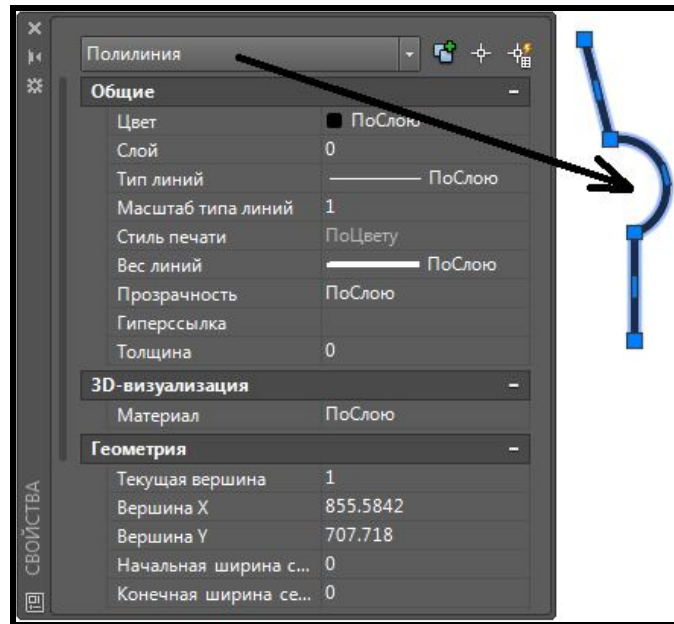 Полилиния
Общие
Цвет ПоСлою
Слой 0
Тип линий ПоСлою
Масштаб типа линий 1
Стиль печати ПоЦвету
Вес линий ПоСлою
Прозрачность ПоСлою
Гиперссылка
Толщина 0
3D-визуализация
Материал ПоСлою
Геометрия
Текущая вершина 1
Вершина X 855.5842
Вершина Y 707.718
Начальная ширина с... 0
Конечная ширина се... 0
СВОЙСТВА